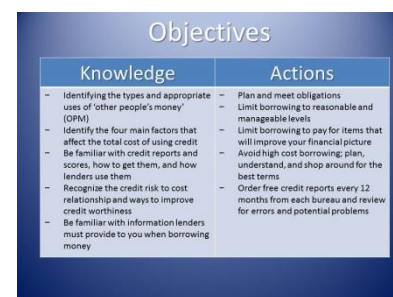 Objectives
Knowledge
– Identifying the types and appropriate
uses of 'other people's money'
(OPM)
– Identify the four main factors that
affect the total cost of using credit
– Be familiar with credit reports and
scores, how to get them, and how
lenders use them
– Recognize the credit risk to cost
relationship and ways to improve
credit worthiness
– Be familiar with information lenders
must provide to you when borrowing
money
Actions
– Plan and meet obligations
– Limit borrowing to reasonable and
manageable levels
– Limit borrowing to pay for items that
will improve your financial picture
– Avoid high cost borrowing; plan,
understand, and shop around for the
best terms
– Order free credit reports every 12
months from each bureau and review
for errors and potential problems